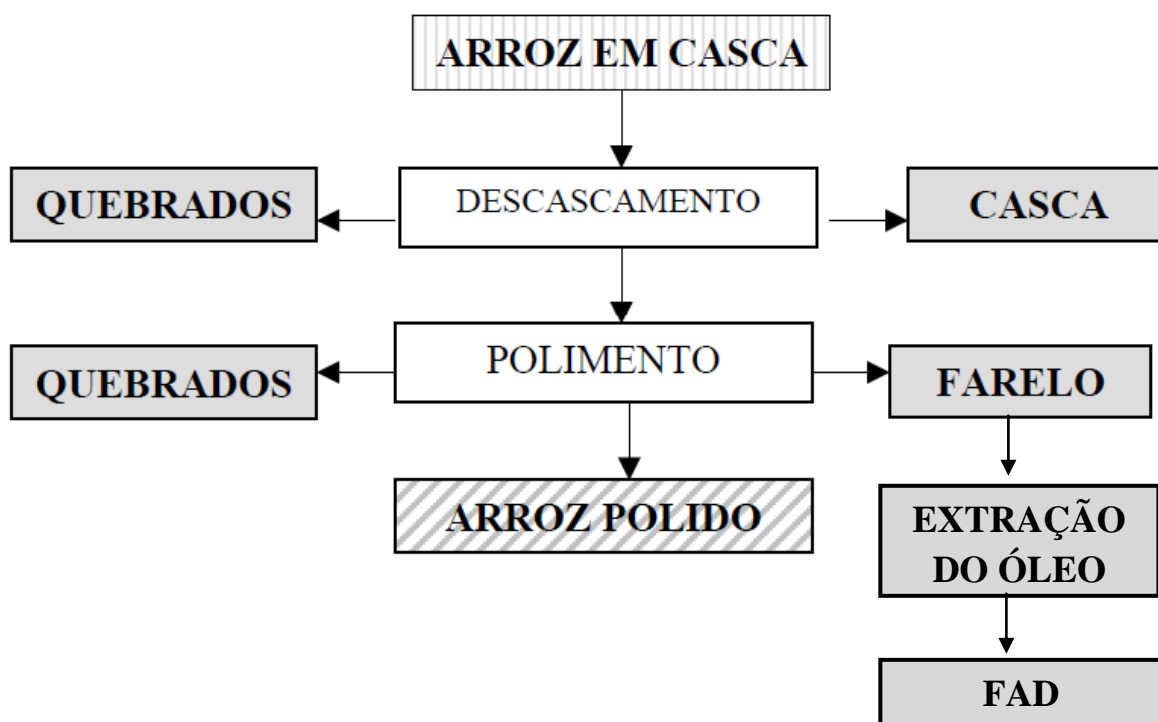 ARROZ EM CASCA
QUEBRADOS
DESCASCAMENTO
CASCA
QUEBRADOS
POLIMENTO
FARELO
ARROZ POLIDO
EXTRAÇÃO
DO ÓLEO
FAD